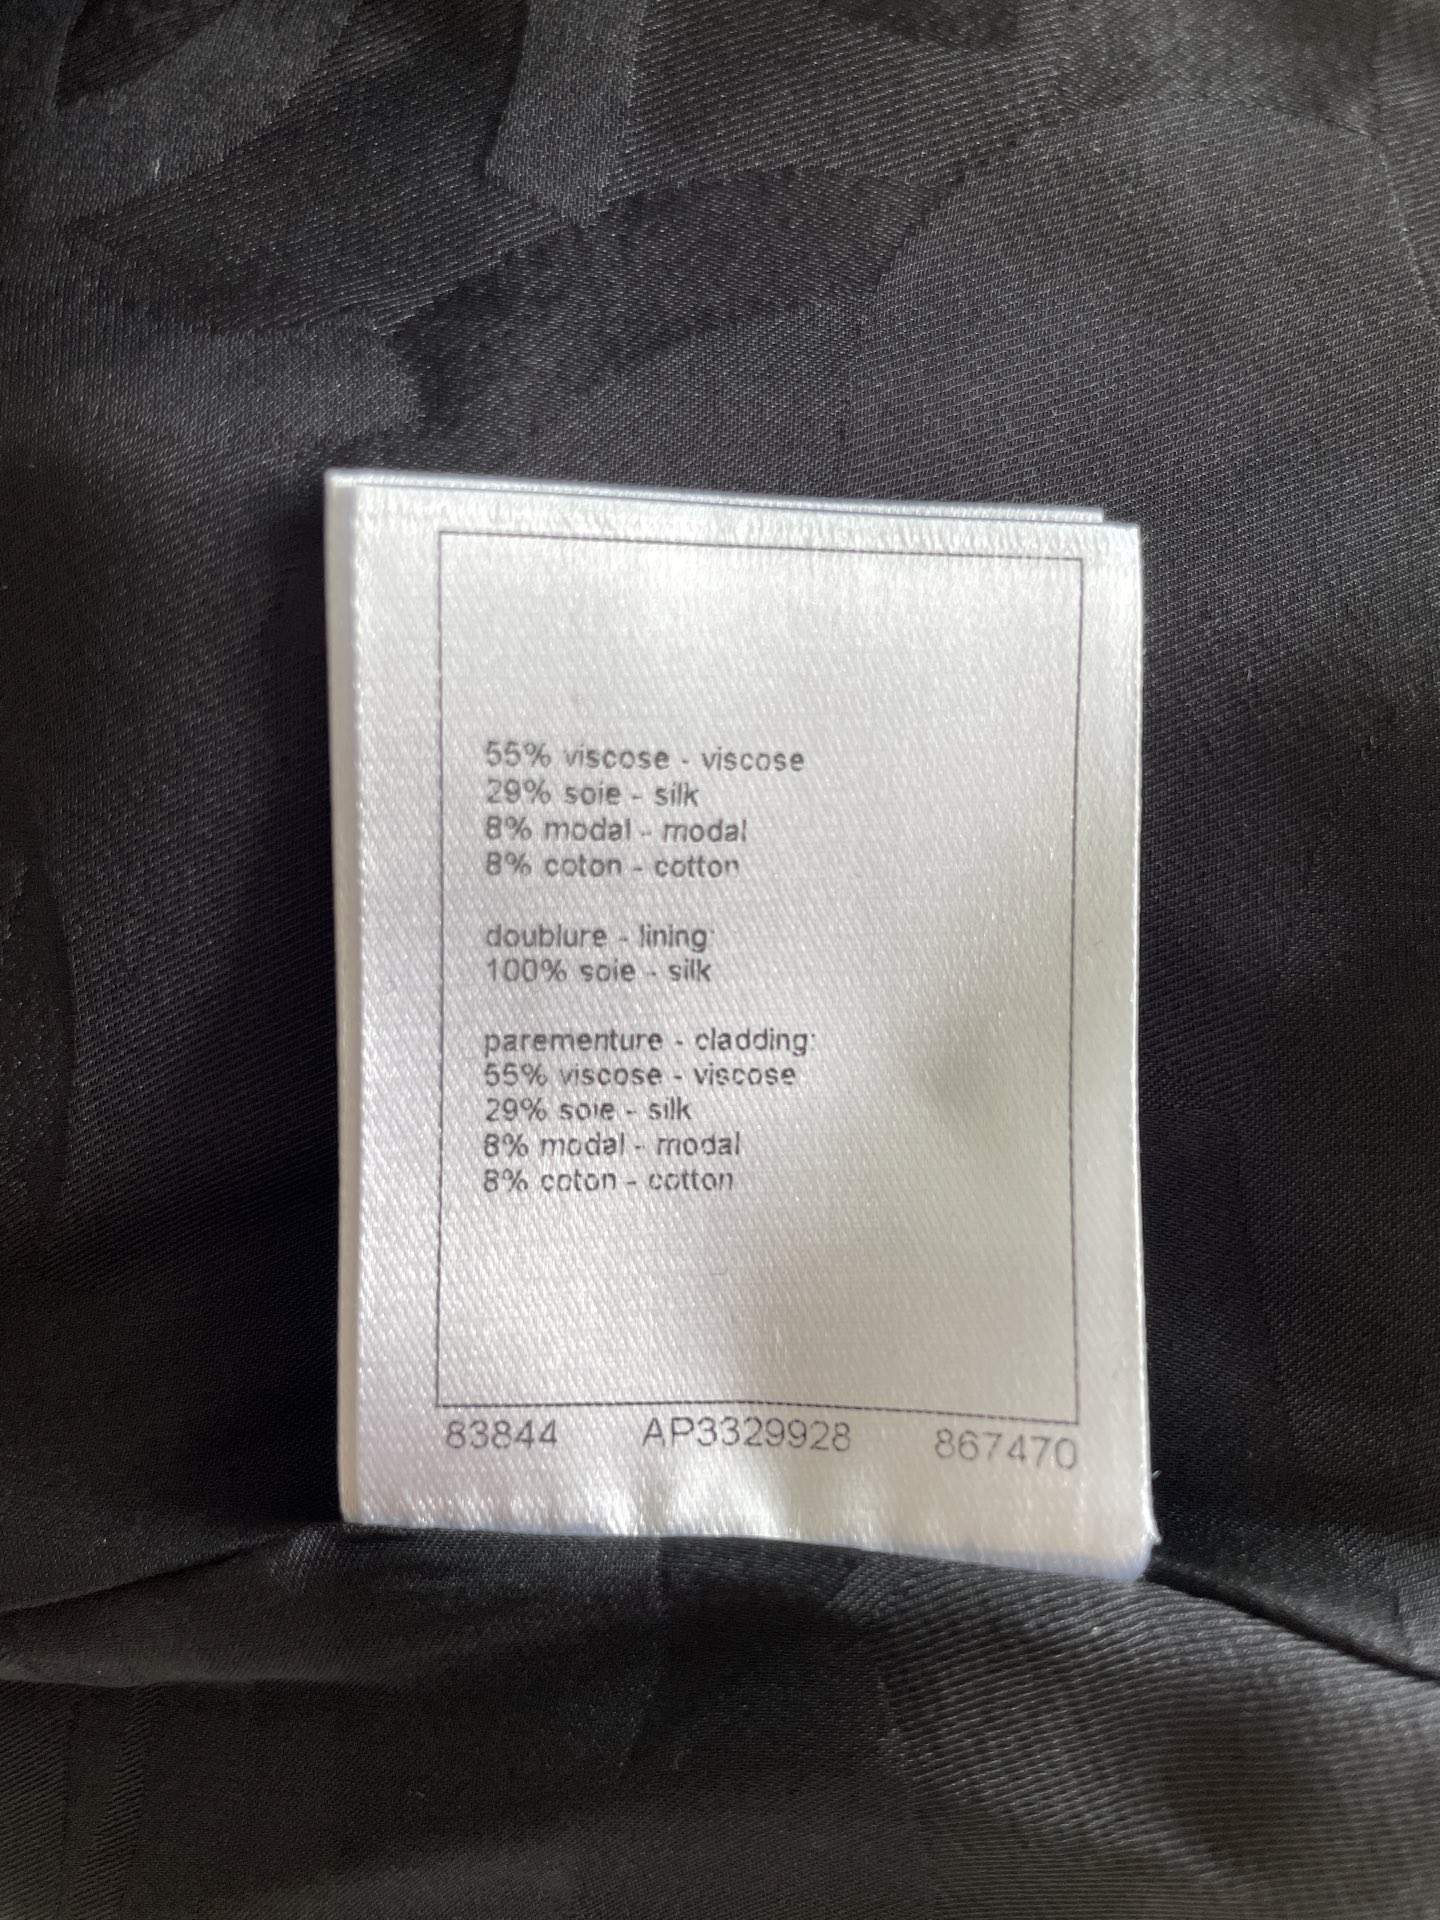 55% viscose - viscose
29% soie - silk
8% modal - modal
8% coton - cotton
doublure - lining:
100% soie - silk
parementure - cladding:
55% viscose - viscose
29% soie - silk
8% modal - modal
8% coton - cotton
83844 AP3329928 867470